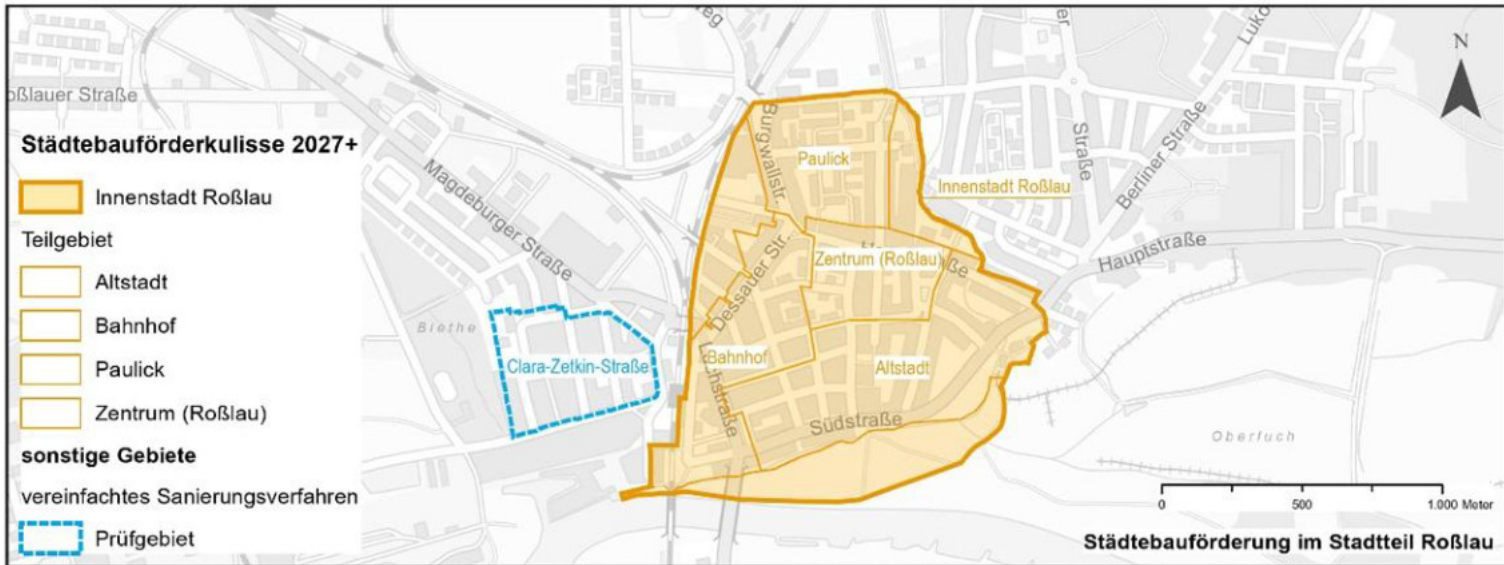 Städtebauförderkulisse 2027+
Innenstadt Roßlau
Teilgebiet
Altstadt
Bahnhof
Paulick
Zentrum (Roßlau)
sonstige Gebiete
vereinfachtes Sanierungsverfahren
Prüfgebiet
oßlauer Straße
Magdeburger Straße
Biethe
Clara-Zetkin-Straße
Burgwallstr.
Paulick
Innenstadt Roßlau
Dessauer Str...
Zentrum (Roßlau)
Bahnhof
Altstadt
Südstraße
Straße
Berliner Straße
Hauptstraße
N
0 500 1.000 Meter
Städtebauförderung im Stadtteil Roßlau